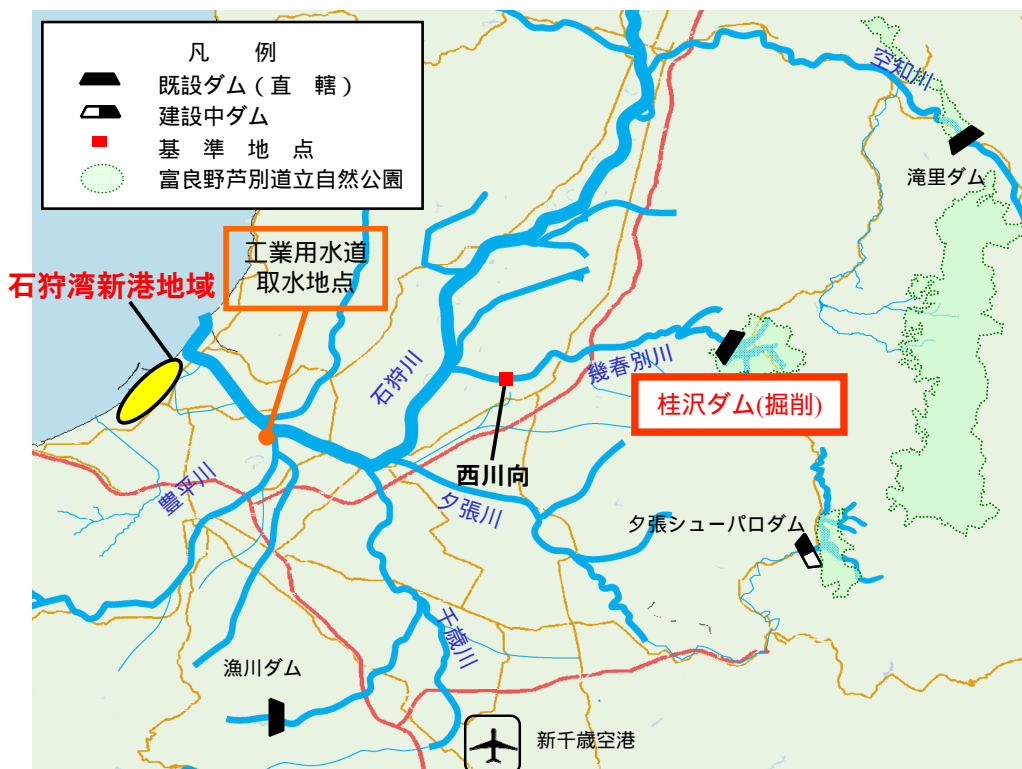 凡 例
既設ダム(直 轄)
建設中ダム
基 準 地 点
富良野芦別道立自然公園
空知川
滝里ダム
工業用水道
取水地点
石狩湾新港地域
石狩川
幾春別川
桂沢ダム(掘削)
西川向
豊平川
夕張川
夕張シューパロダム
千歳川
漁川ダム
新千歳空港